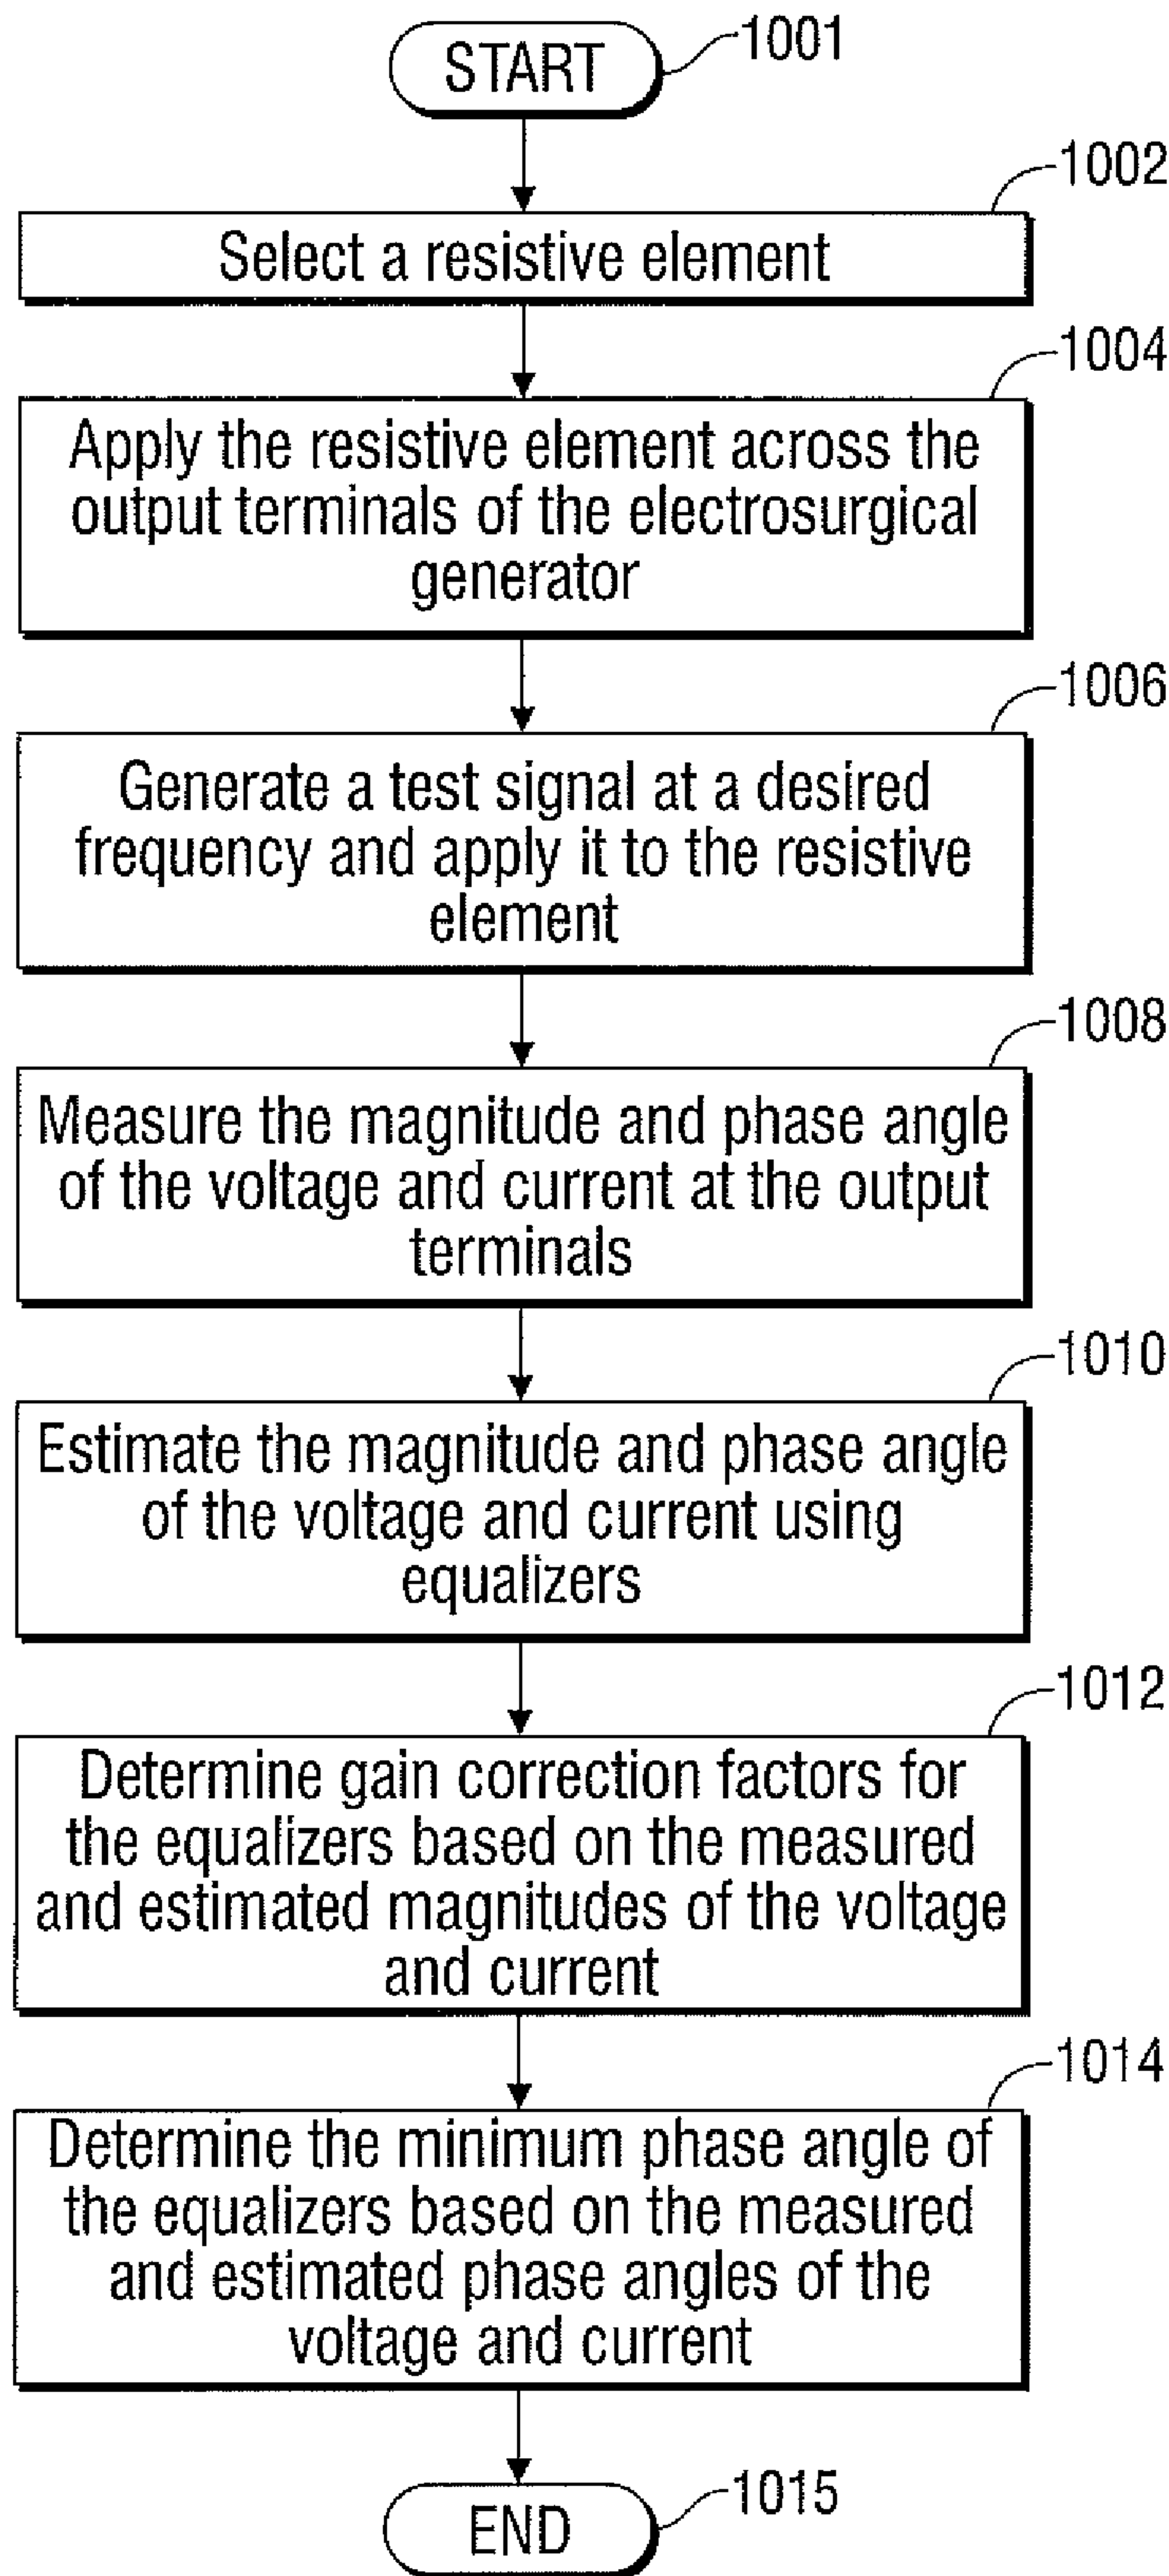 START
1001
1002
Select a resistive element
1004
Apply the resistive element across the
output terminals of the electrosurgical
generator
1006
Generate a test signal at a desired
frequency and apply it to the resistive
element
1008
Measure the magnitude and phase angle
of the voltage and current at the output
terminals
1010
Estimate the magnitude and phase angle
of the voltage and current using
equalizers
1012
Determine gain correction factors for
the equalizers based on the measured
and estimated magnitudes of the voltage
and current
1014
Determine the minimum phase angle of
the equalizers based on the measured
and estimated phase angles of the
voltage and current
END
1015